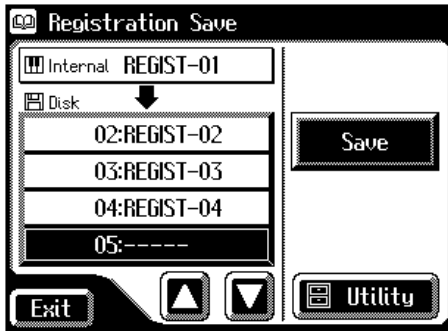 Registration Save
Internal REGIST-01
Disk
02:REGIST-02
03:REGIST-03
04:REGIST-04
05:-----
Save
Exit
Utility